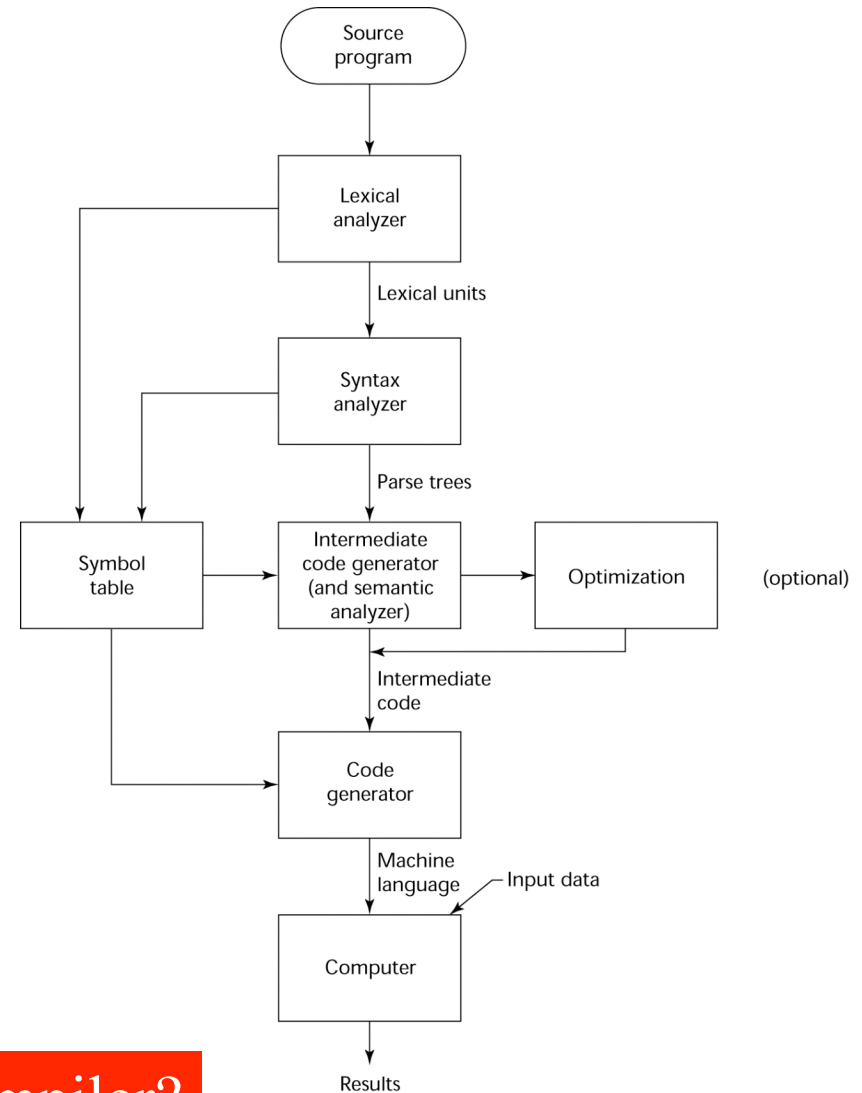 Source
program
Lexical
analyzer
Lexical units
Syntax
analyzer
Parse trees
Symbol
table
Intermediate
code generator
(and semantic
analyzer)
Optimization
(optional)
Intermediate
code
Code
generator
Machine
language
Input data
Computer
Results